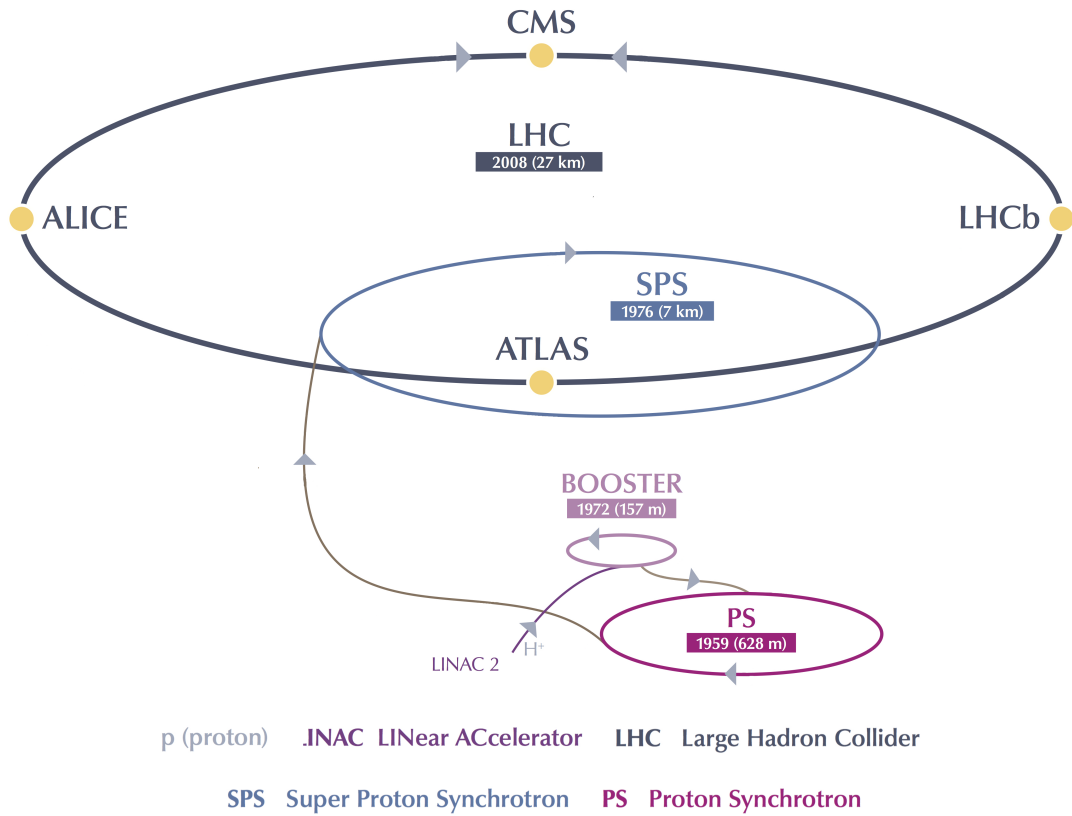 CMS
LHC
2008 (27 km)
ALICE
LHCb
SPS
1976 (7 km)
ATLAS
BOOSTER
1972 (157 m)
PS
1959 (628 m)
H⁺
LINAC 2
p (proton) .INAC LINear ACcelerator LHC Large Hadron Collider
SPS Super Proton Synchrotron PS Proton Synchrotron